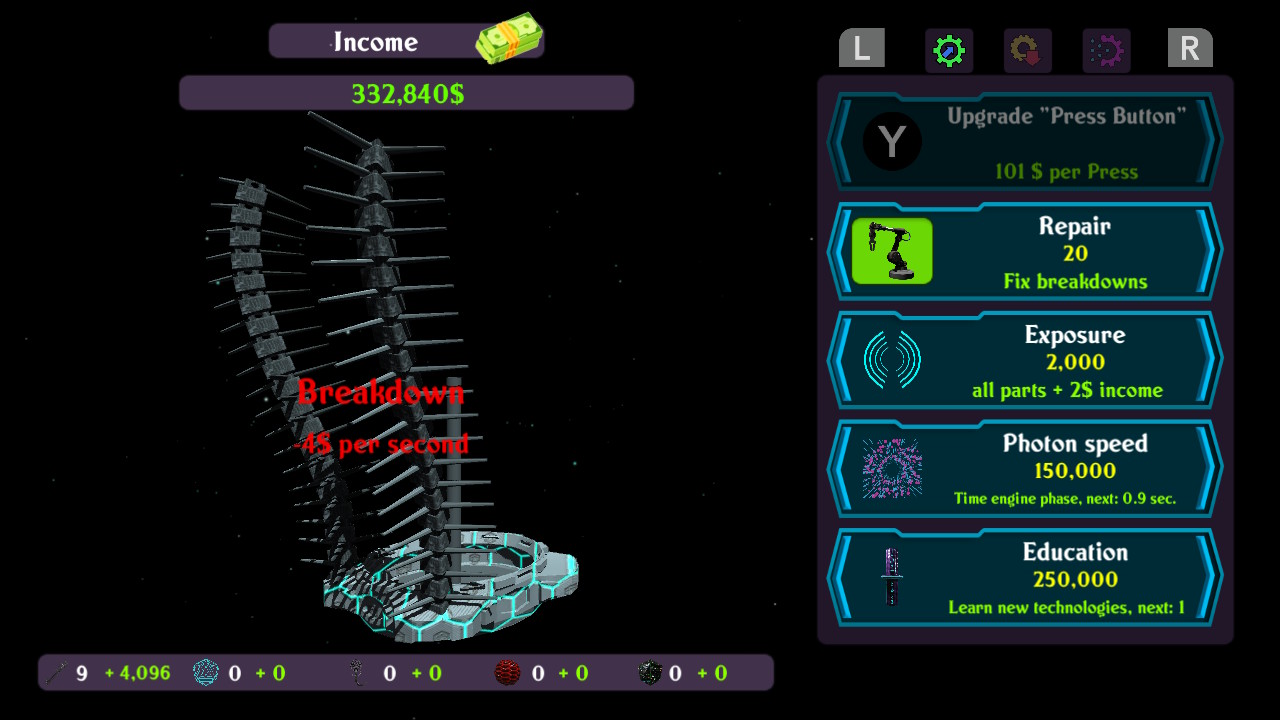 Income
332,840$
Breakdown
-4$ per second
9 + 4,096 0 + 0 0 + 0 0 + 0 0 + 0
L R
Upgrade "Press Button"
Y
101 $ per Press
Repair
20
Fix breakdowns
Exposure
2,000
all parts + 2$ income
Photon speed
150,000
Time engine phase, next: 0.9 sec.
Education
250,000
Learn new technologies, next: 1